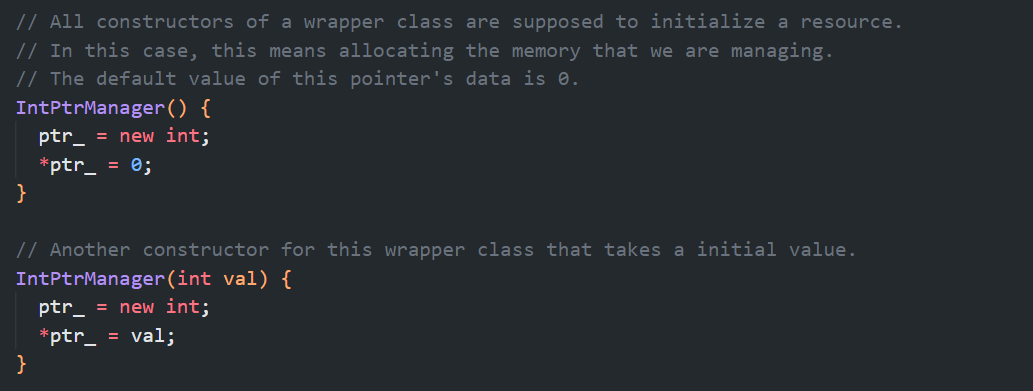 // All constructors of a wrapper class are supposed to initialize a resource.
// In this case, this means allocating the memory that we are managing.
// The default value of this pointer's data is 0.
IntPtrManager() {
  ptr_ = new int;
  *ptr_ = 0;
}

// Another constructor for this wrapper class that takes a initial value.
IntPtrManager(int val) {
  ptr_ = new int;
  *ptr_ = val;
}